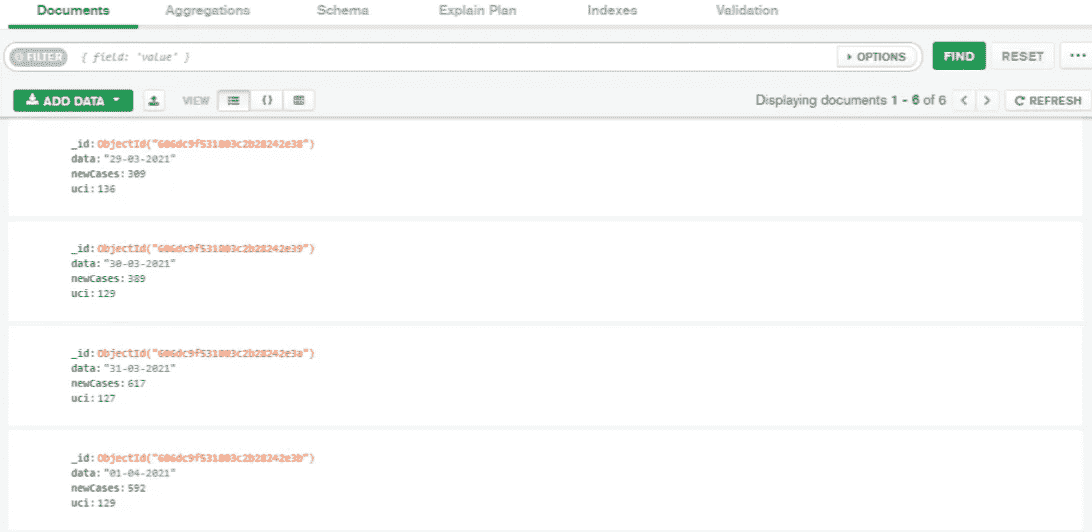 Documents Aggregations Schema Explain Plan Indexes Validation
FILTER { field: 'value' } OPTIONS FIND RESET ...
ADD DATA VIEW {} Displaying documents 1 - 6 of 6 < > REFRESH
_id: ObjectId("606dc9f531803c2b28242e38")
data: "29-03-2021"
newCases: 309
uci: 136
_id: ObjectId("606dc9f531803c2b28242e39")
data: "30-03-2021"
newCases: 389
uci: 129
_id: ObjectId("606dc9f531803c2b28242e3a")
data: "31-03-2021"
newCases: 617
uci: 127
_id: ObjectId("606dc9f531803c2b28242e3b")
data: "01-04-2021"
newCases: 592
uci: 129